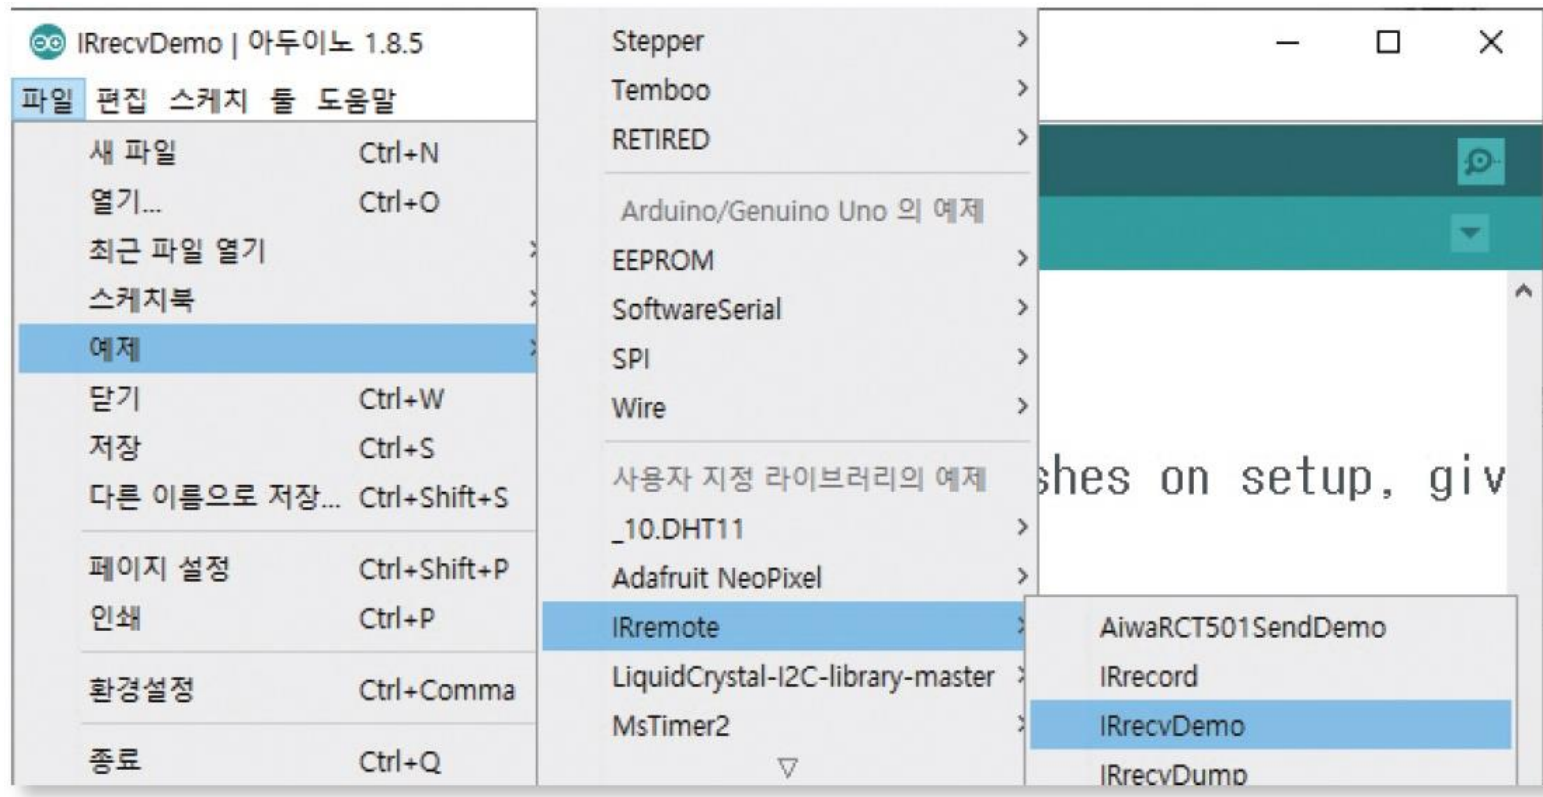 IRrecvDemo | 아두이노 1.8.5
파일 편집 스케치 툴 도움말
새 파일 Ctrl+N
열기... Ctrl+O
최근 파일 열기
스케치북
예제
닫기 Ctrl+W
저장 Ctrl+S
다른 이름으로 저장... Ctrl+Shift+S
페이지 설정 Ctrl+Shift+P
인쇄 Ctrl+P
환경설정 Ctrl+Comma
종료 Ctrl+Q
Stepper
Temboo
RETIRED
Arduino/Genuino Uno 의 예제
EEPROM
SoftwareSerial
SPI
Wire
사용자 지정 라이브러리의 예제
_10.DHT11
Adafruit NeoPixel
IRremote
LiquidCrystal-I2C-library-master
MsTimer2
shes on setup, giv
AiwaRCT501SendDemo
IRrecord
IRrecvDemo
IRrecvDump